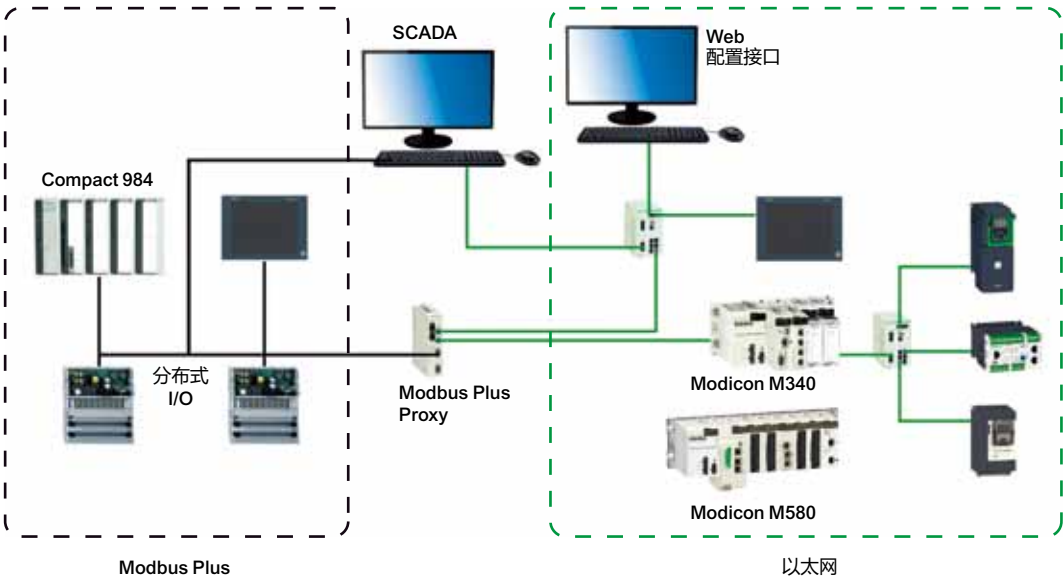 SCADA
Web
配置接口
Compact 984
分布式
I/O
Modbus Plus
Proxy
Modicon M340
Modicon M580
Modbus Plus
以太网